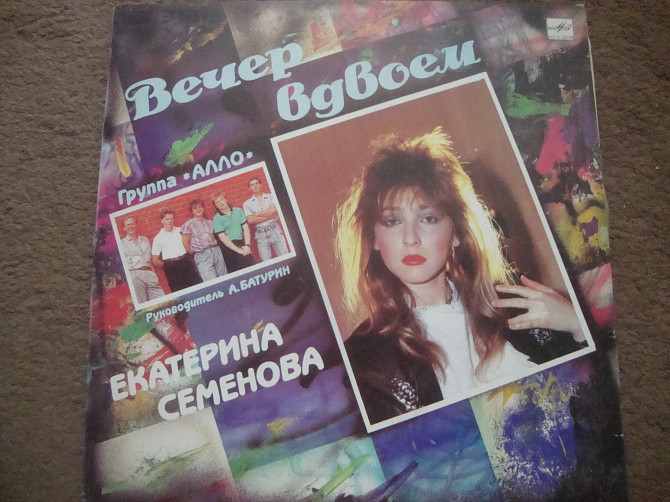 Вечер
вдвоем
Группа *АЛЛО*
Руководитель А.БАТУРИН
ЕКАТЕРИНА
СЕМЕНОВА